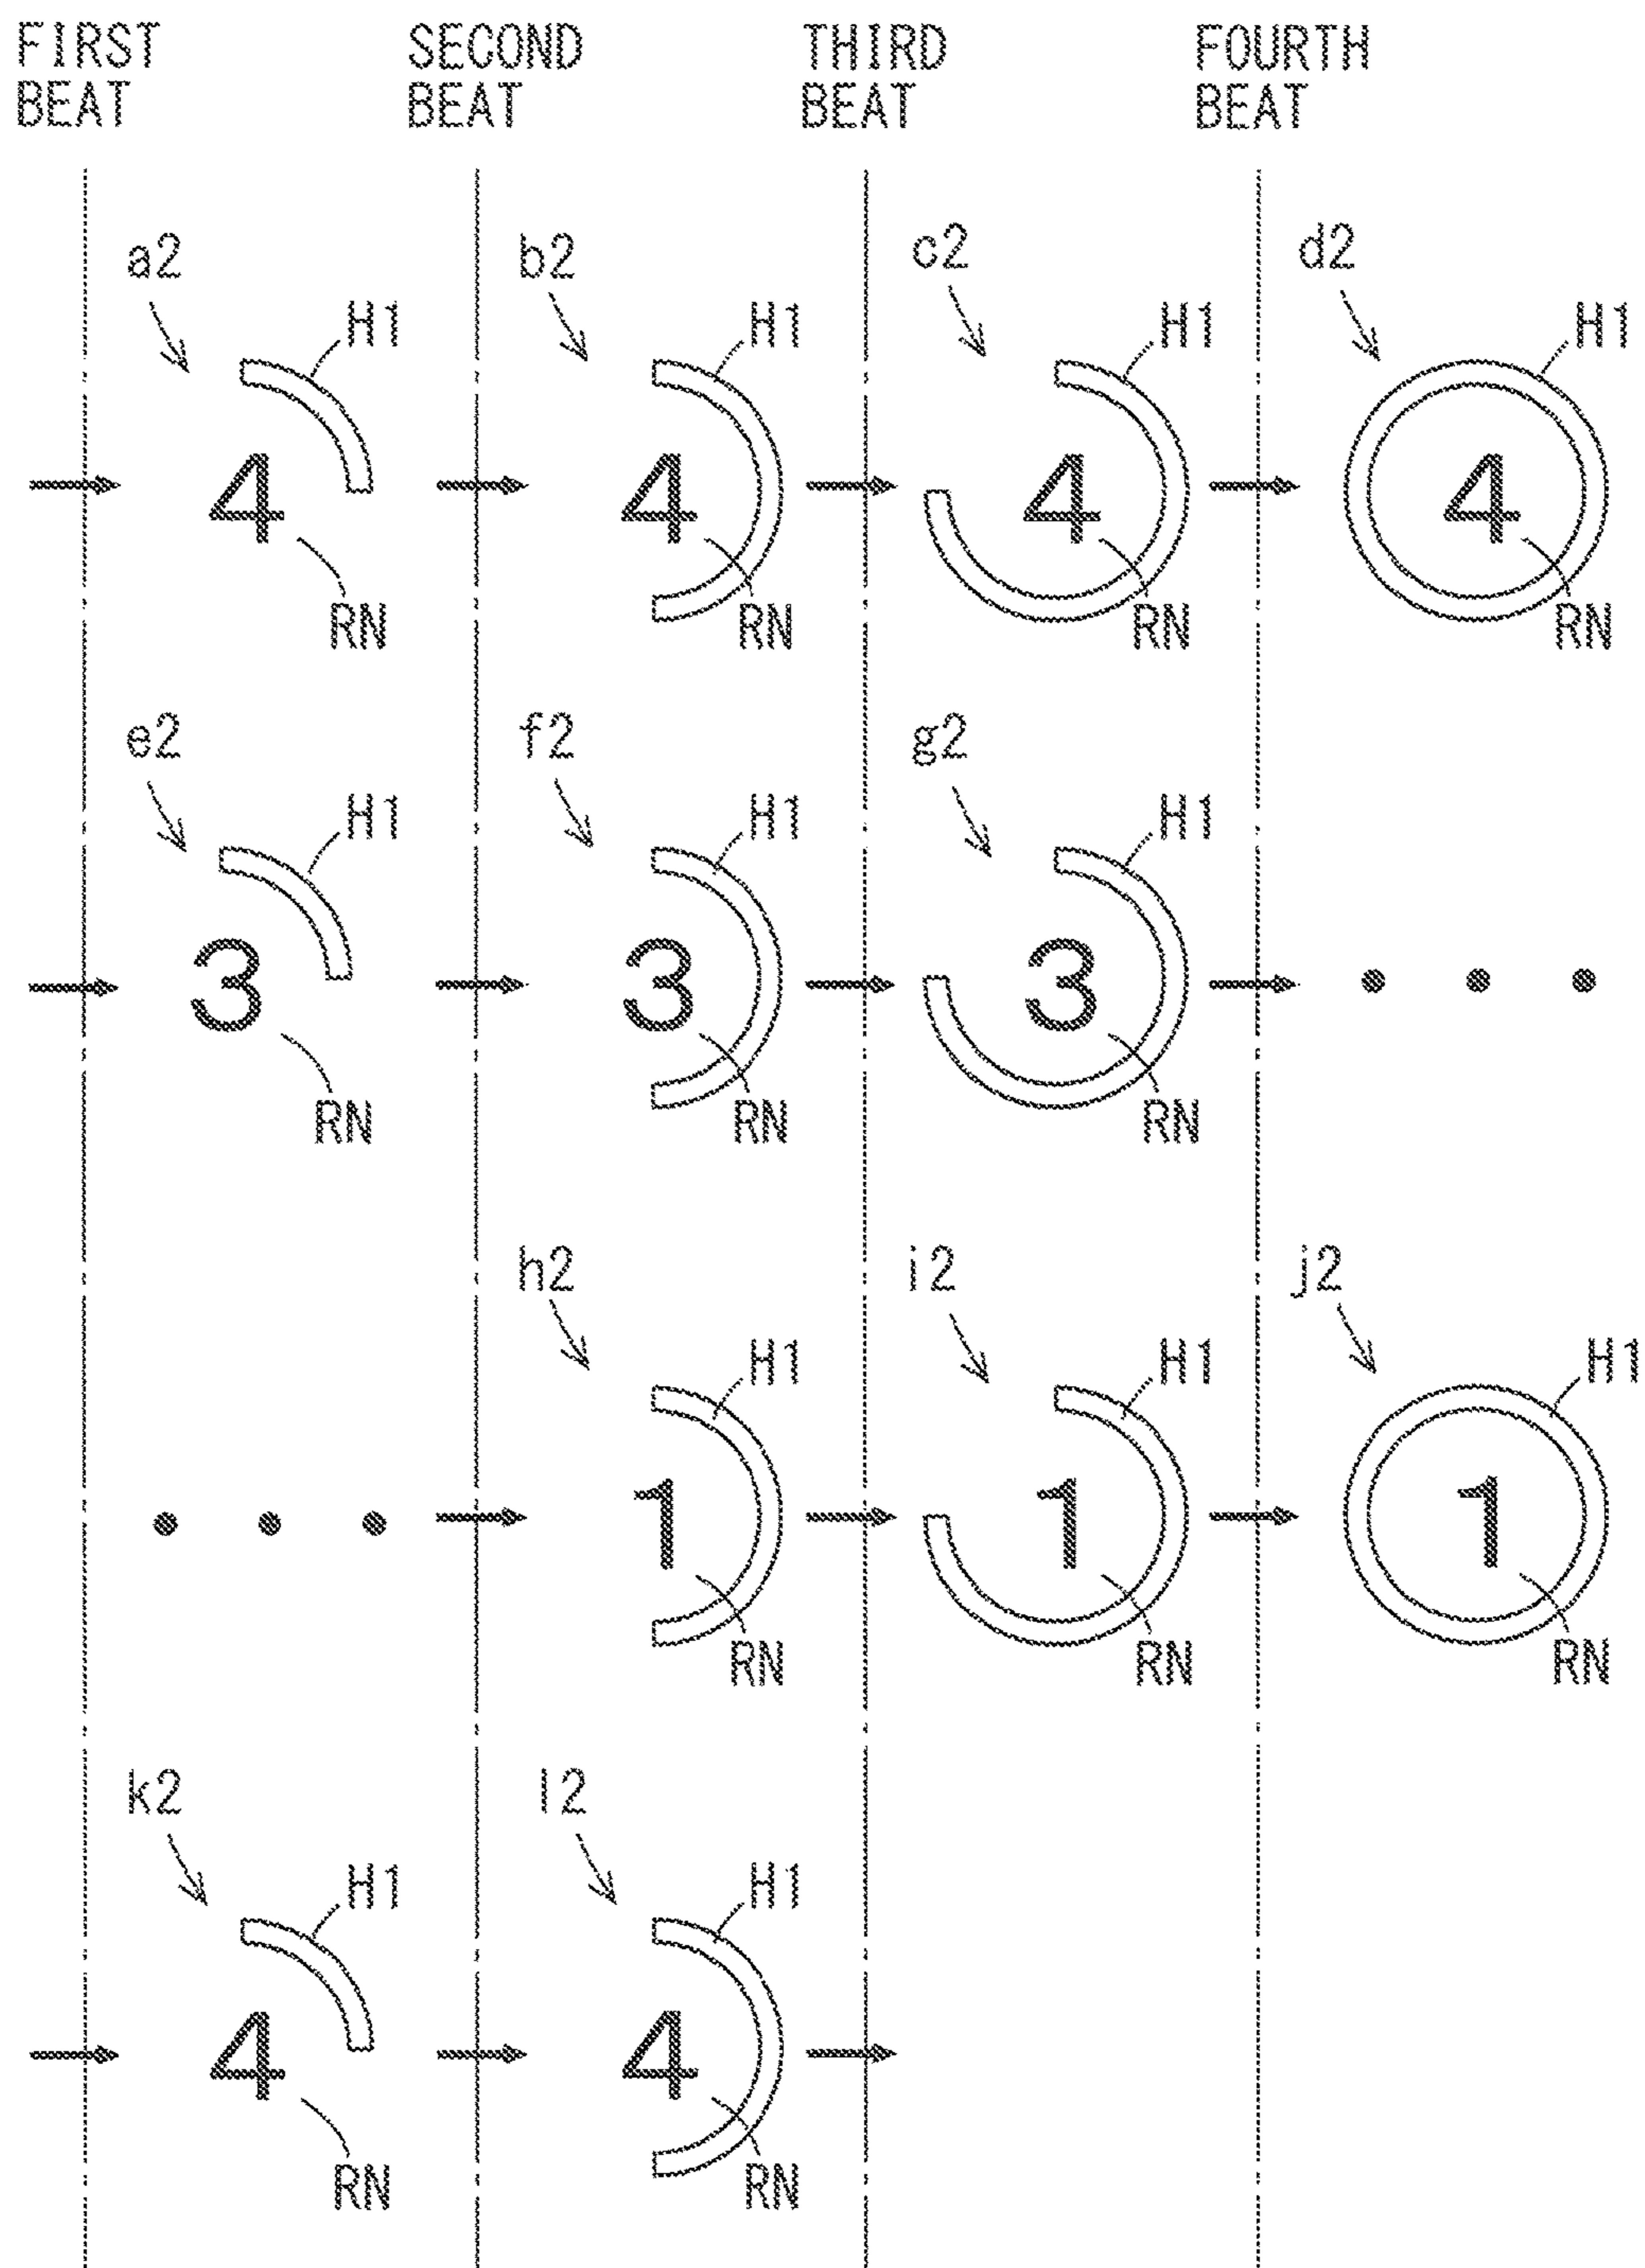 FIRST BEAT
SECOND BEAT
THIRD BEAT
FOURTH BEAT
a2 b2 c2 d2
H1 H1 H1 H1
4 4 4 4
RN RN RN RN
e2 f2 g2
H1 H1 H1
3 3 3
RN RN RN
h2 i2 j2
H1 H1 H1
1 1 1
RN RN RN
k2 l2
H1 H1
4 4
RN RN